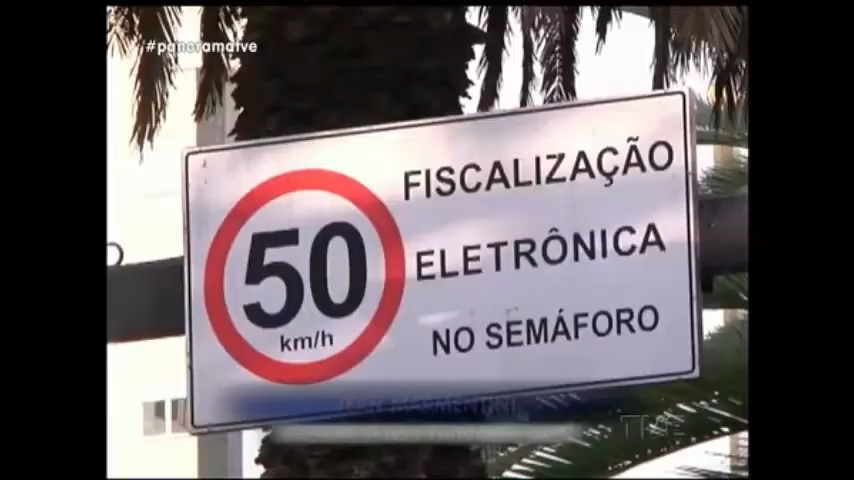 #panoramatve
FISCALIZAÇÃO
50
km/h
ELETRÔNICA
NO SEMÁFORO